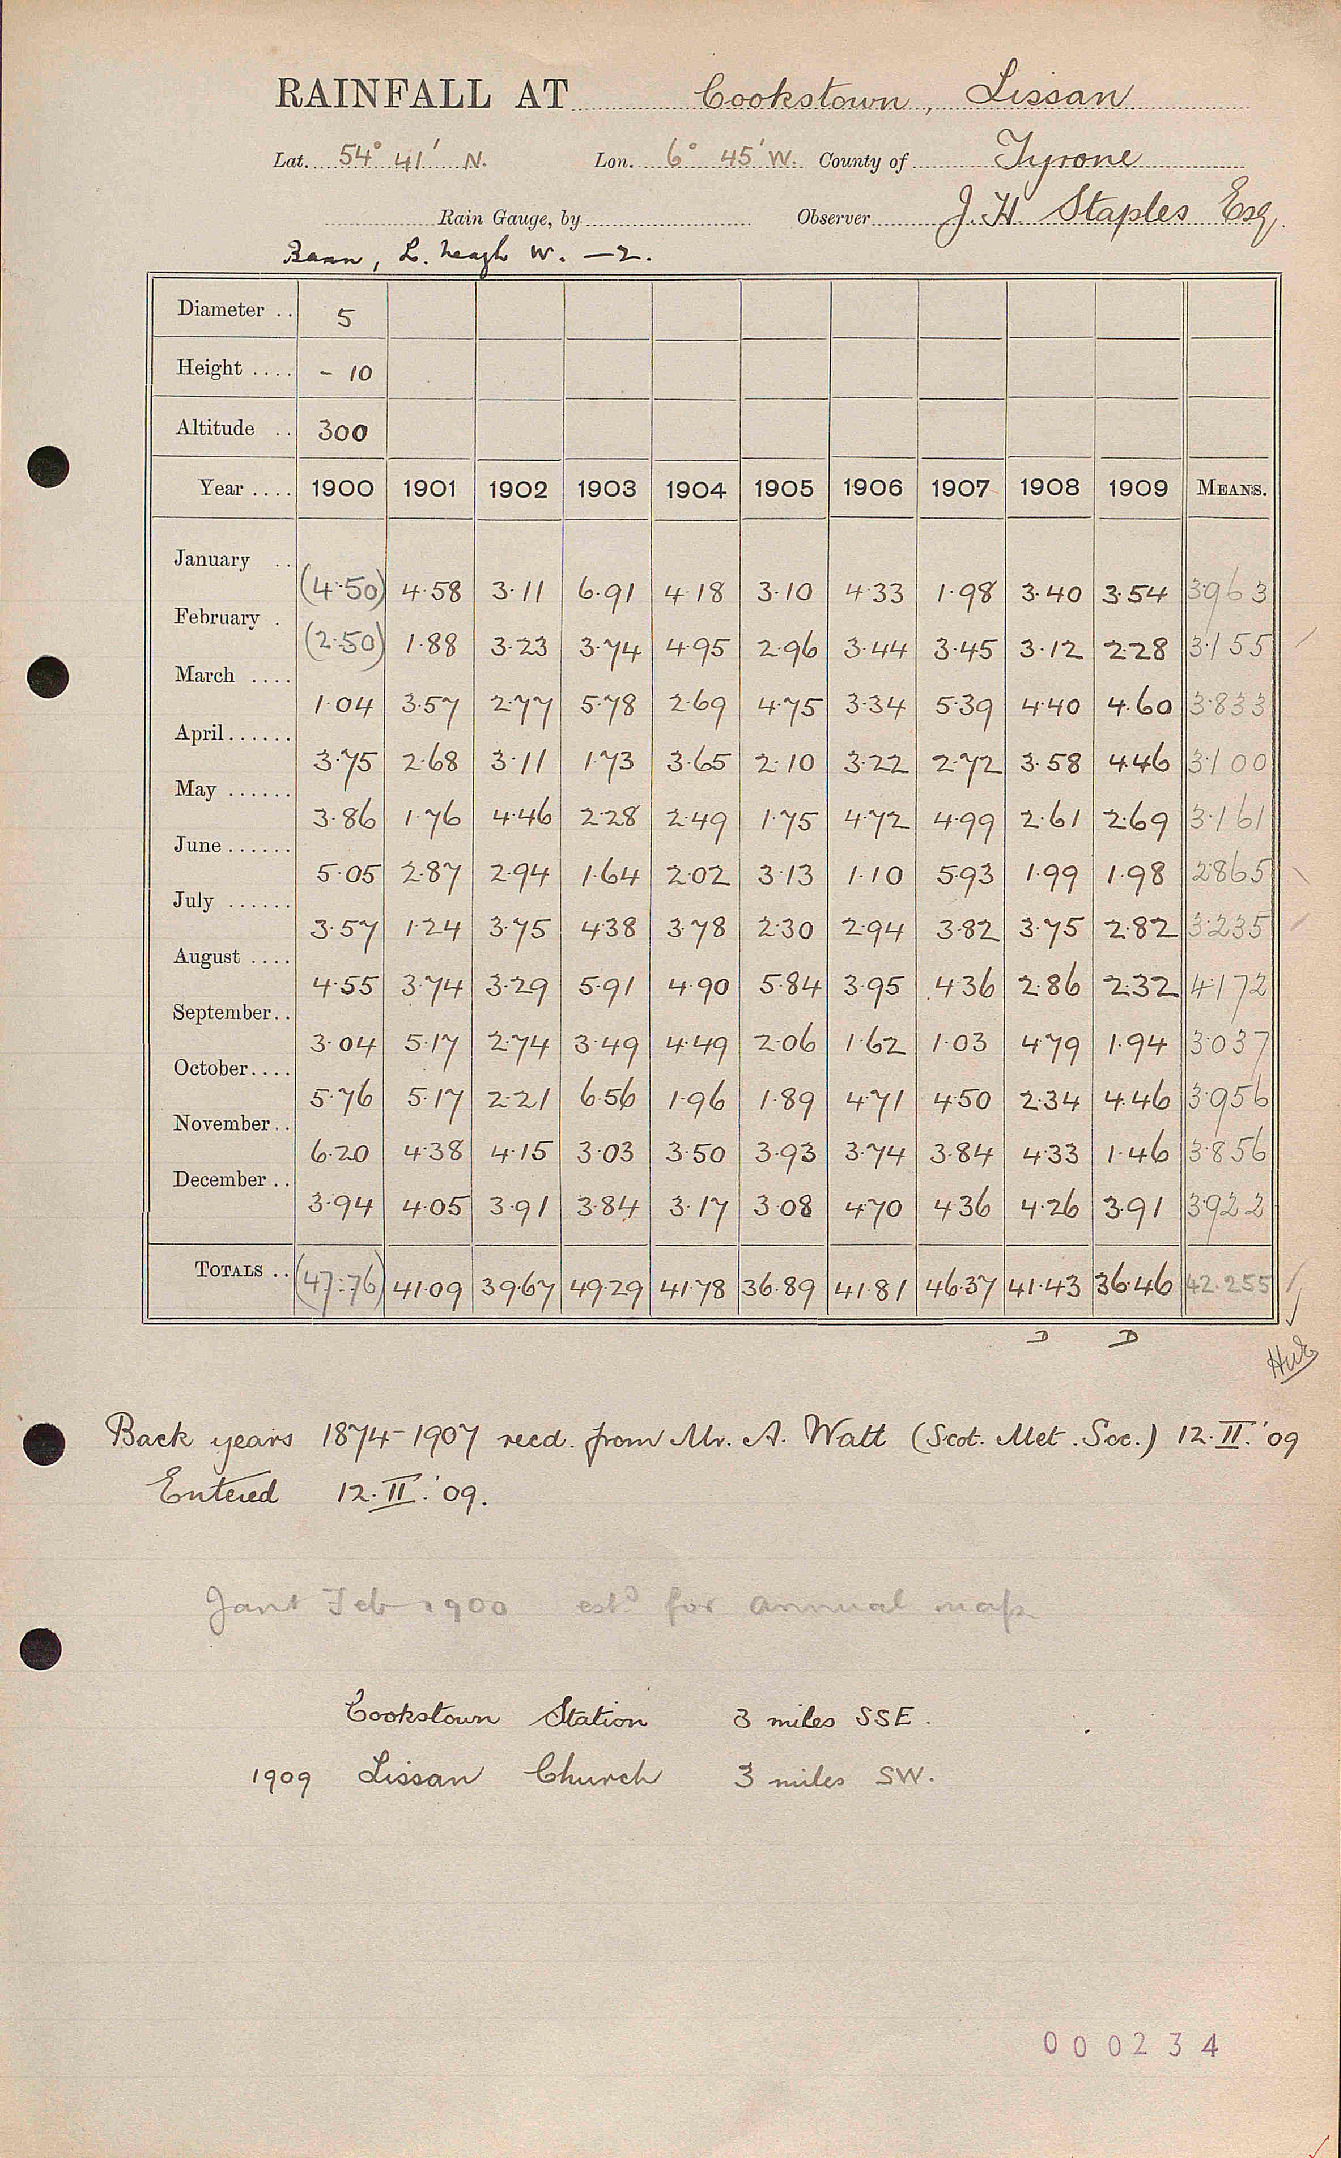 RAINFALL AT Cookstown, Lissan
Lat. 54° 41' N. Lon. 6° 45' W. County of Tyrone
Rain Gauge, by Observer J. H. Staples Esq.
Bann, L. Neagh W. —2.
Diameter .. 5
Height .... - 10
Altitude .. 300
Year .... 1900 1901 1902 1903 1904 1905 1906 1907 1908 1909 MEANS.
January .. (4.50) 4.58 3.11 6.91 4.18 3.10 4.33 1.98 3.40 3.54 3.963
February . (2.50) 1.88 3.23 3.74 4.95 2.96 3.44 3.45 3.12 2.28 3.155
March .... 1.04 3.57 2.77 5.78 2.69 4.75 3.34 5.39 4.40 4.60 3.833
April...... 3.75 2.68 3.11 1.73 3.65 2.10 3.22 2.72 3.58 4.46 3.100
May ...... 3.86 1.76 4.46 2.28 2.49 1.75 4.72 4.99 2.61 2.69 3.161
June ...... 5.05 2.87 2.94 1.64 2.02 3.13 1.10 5.93 1.99 1.98 2.865
July ...... 3.57 1.24 3.75 4.38 3.78 2.30 2.94 3.82 3.75 2.82 3.235
August .... 4.55 3.74 3.29 5.91 4.90 5.84 3.95 4.36 2.86 2.32 4.172
September.. 3.04 5.17 2.74 3.49 4.49 2.06 1.62 1.03 4.79 1.94 3.037
October.... 5.76 5.17 2.21 6.56 1.96 1.89 4.71 4.50 2.34 4.46 3.956
November.. 6.20 4.38 4.15 3.03 3.50 3.93 3.74 3.84 4.33 1.46 3.856
December .. 3.94 4.05 3.91 3.84 3.17 3.08 4.70 4.36 4.26 3.91 3.922
TOTALS .. (47.76) 41.09 39.67 49.29 41.78 36.89 41.81 46.37 41.43 36.46 42.255
D D
Back years 1874-1907 recd. from Mr. A. Watt (Scot. Met. Soc.) 12.II.'09
Entered 12.II.'09.
Jan & Feb 1900 estd for annual map
Cookstown Station 3 miles SSE.
1909 Lissan Church 3 miles SW.
000234